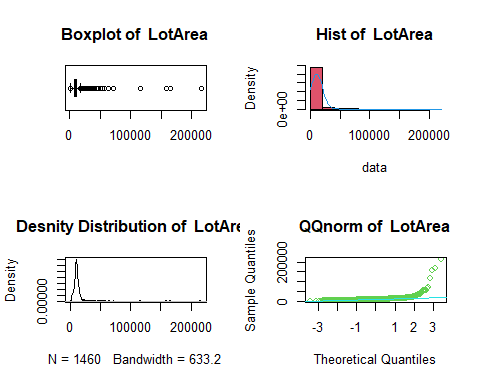 Boxplot of LotArea
0 100000 200000
Hist of LotArea
Density
0e+00
0 100000 200000
data
Desnity Distribution of LotAre
Density
0.00000
0 100000 200000
N = 1460 Bandwidth = 633.2
QQnorm of LotArea
Sample Quantiles
0 200000
-3 -1 1 2 3
Theoretical Quantiles